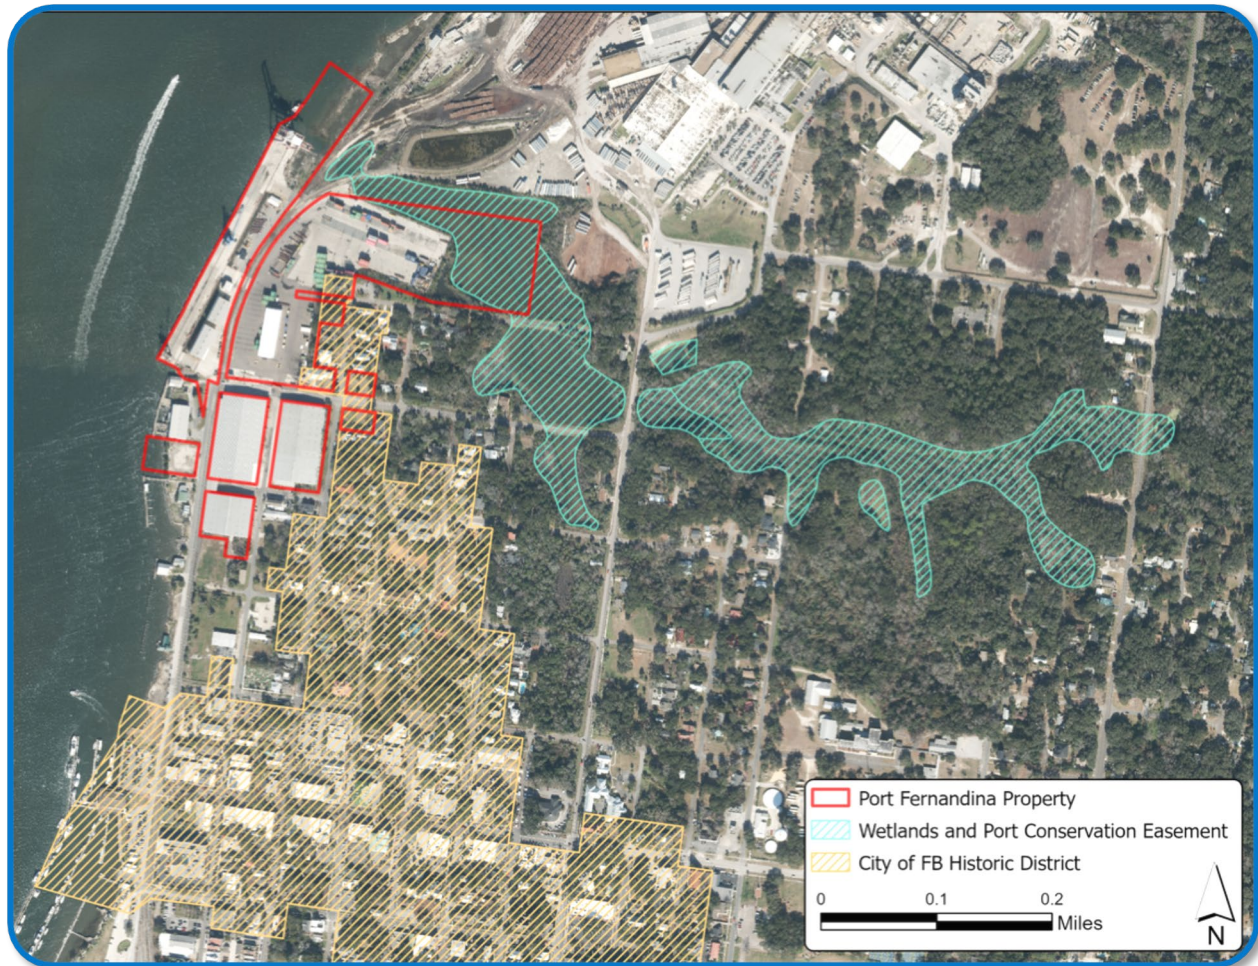 Port Fernandina Property
Wetlands and Port Conservation Easement
City of FB Historic District
0 0.1 0.2
Miles
N